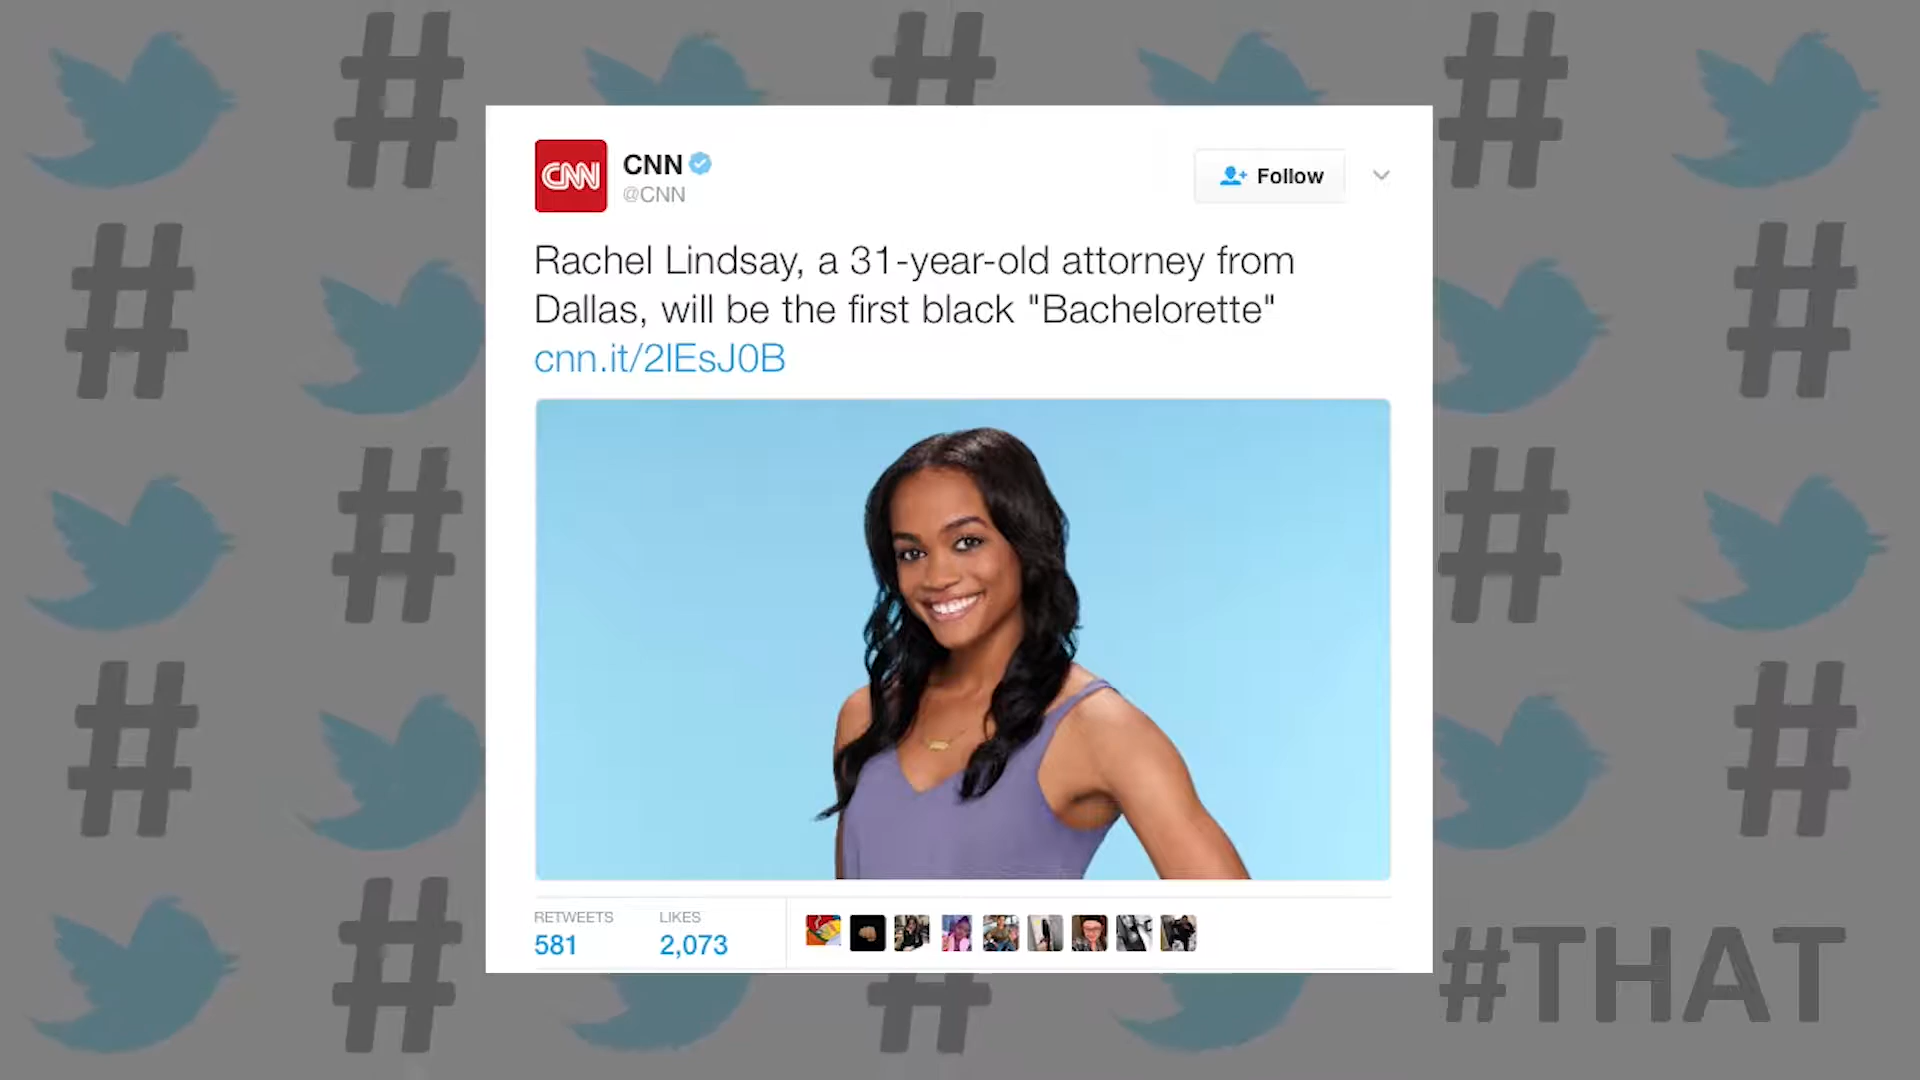 CNN
CNN
@CNN
Follow
Rachel Lindsay, a 31-year-old attorney from
Dallas, will be the first black "Bachelorette"
cnn.it/2lEsJ0B
RETWEETS
LIKES
581
2,073
#THAT